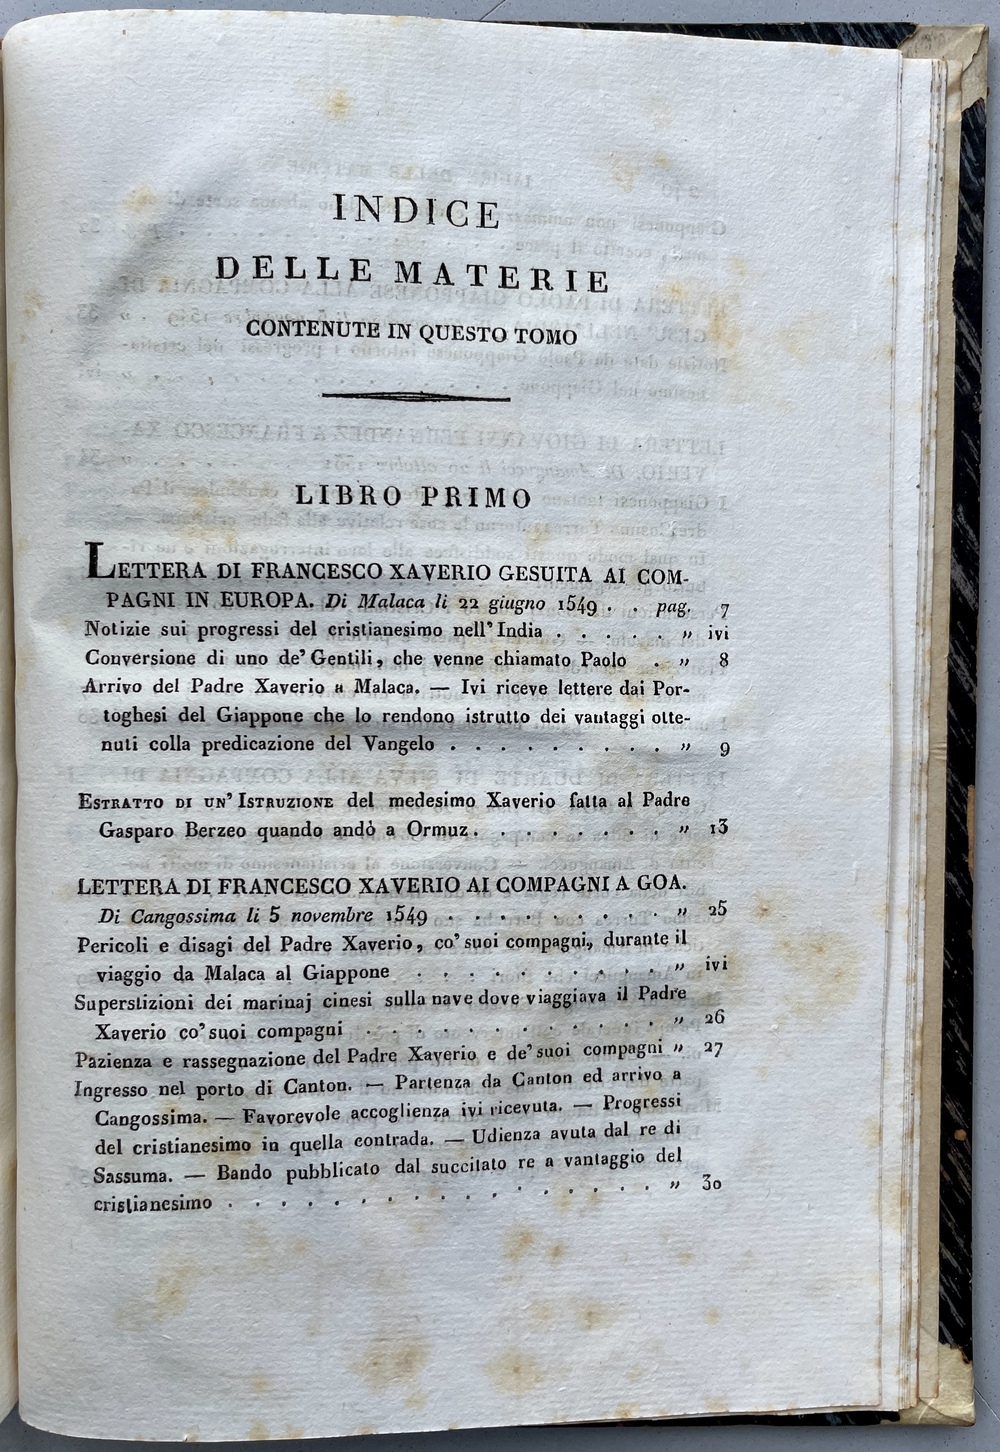 INDICE
DELLE MATERIE
CONTENUTE IN QUESTO TOMO
LIBRO PRIMO
LETTERA DI FRANCESCO XAVERIO GESUITA AI COM-
PAGNI IN EUROPA. Di Malaca li 22 giugno 1549 . . pag. 7
Notizie sui progressi del cristianesimo nell' India . . . . . " ivi
Conversione di uno de' Gentili, che venne chiamato Paolo . " 8
Arrivo del Padre Xaverio a Malaca. — Ivi riceve lettere dai Por-
toghesi del Giappone che lo rendono istrutto dei vantaggi otte-
nuti colla predicazione del Vangelo . . . . . . . . . . " 9
ESTRATTO DI UN' ISTRUZIONE del medesimo Xaverio fatta al Padre
Gasparo Berzeo quando andò a Ormuz. . . . . . . . . " 13
LETTERA DI FRANCESCO XAVERIO AI COMPAGNI A GOA.
Di Cangossima li 5 novembre 1549 . . . . . . . . . " 25
Pericoli e disagi del Padre Xaverio, co' suoi compagni, durante il
viaggio da Malaca al Giappone . . . . . . . . . . " ivi
Superstizioni dei marinaj cinesi sulla nave dove viaggiava il Padre
Xaverio co' suoi compagni . . . . . . . . . . . . . " 26
Pazienza e rassegnazione del Padre Xaverio e de' suoi compagni " 27
Ingresso nel porto di Canton. — Partenza da Canton ed arrivo a
Cangossima. — Favorevole accoglienza ivi ricevuta. — Progressi
del cristianesimo in quella contrada. — Udienza avuta dal re di
Sassuma. — Bando pubblicato dal succitato re a vantaggio del
cristianesimo . . . . . . . . . . . . . . . . . " 30